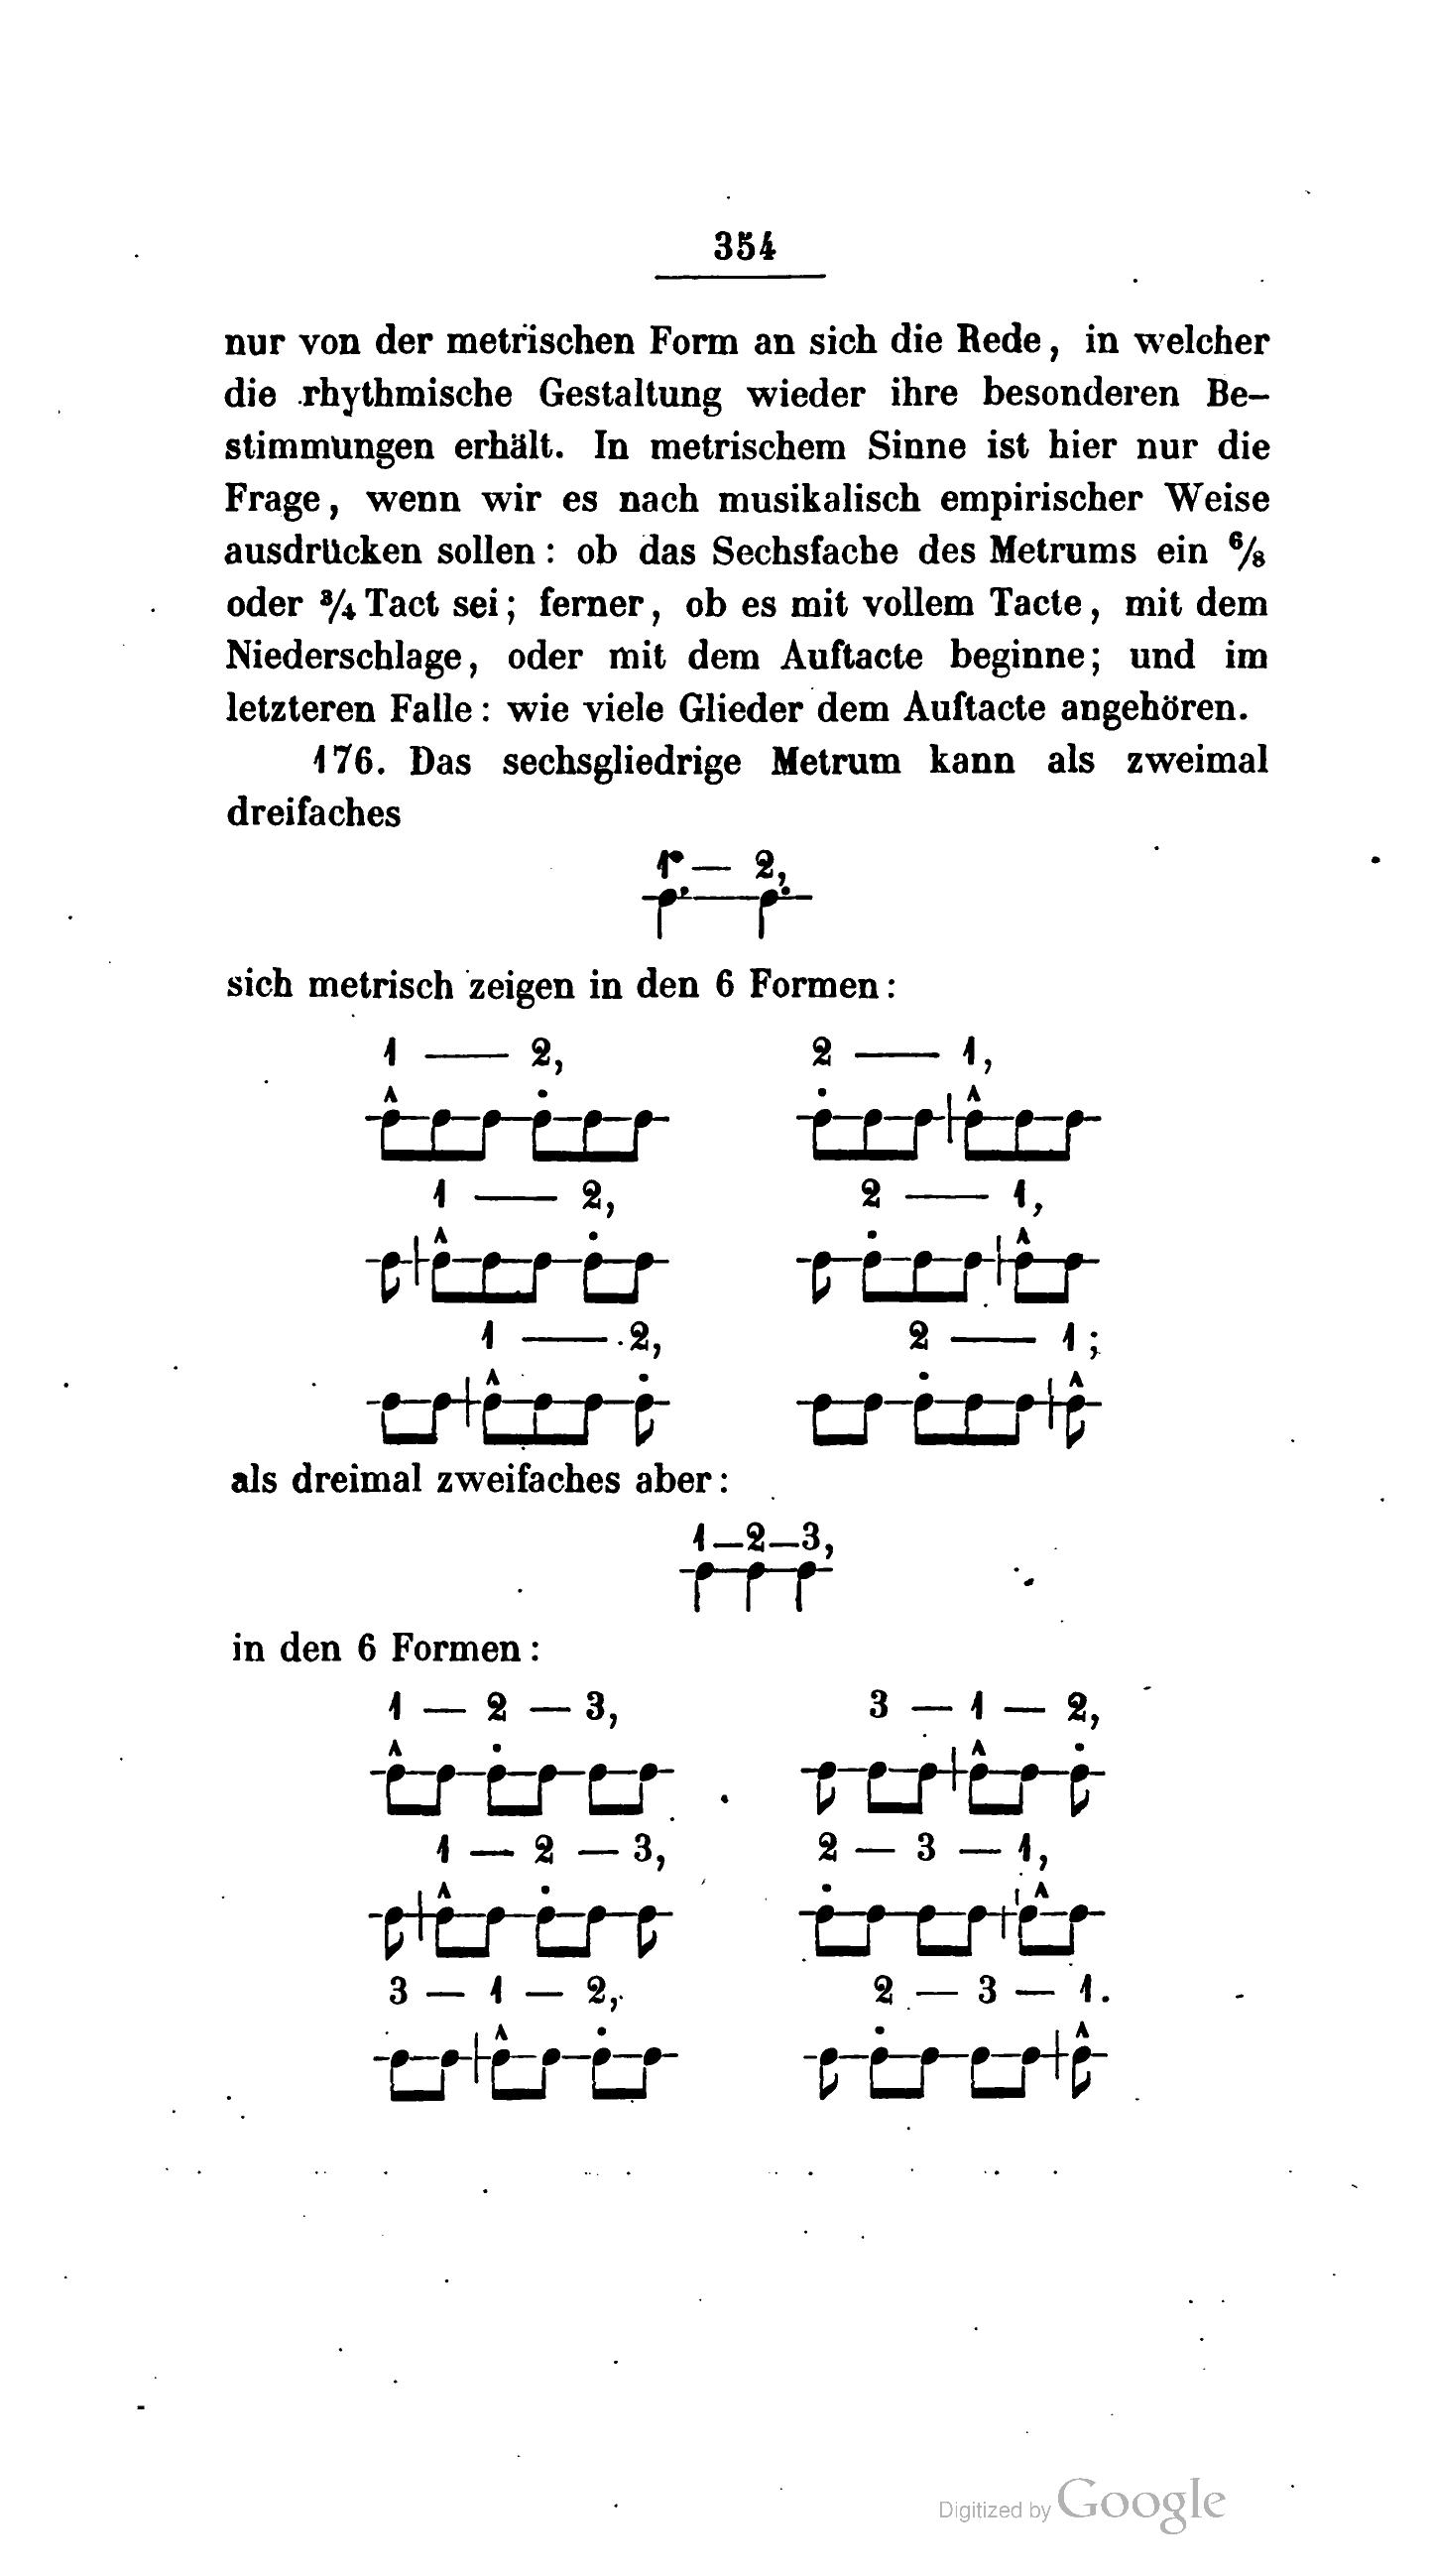 354
nur von der metrischen Form an sich die Rede, in welcher
die rhythmische Gestaltung wieder ihre besonderen Be-
stimmungen erhält. In metrischem Sinne ist hier nur die
Frage, wenn wir es nach musikalisch empirischer Weise
ausdrücken sollen: ob das Sechsfache des Metrums ein 6/8
oder 3/4 Tact sei; ferner, ob es mit vollem Tacte, mit dem
Niederschlage, oder mit dem Auftacte beginne; und im
letzteren Falle: wie viele Glieder dem Auftacte angehören.
176. Das sechsgliedrige Metrum kann als zweimal
dreifaches
1 — 2,
sich metrisch zeigen in den 6 Formen:
1 — 2, 2 — 1,
1 — 2, 2 — 1,
1 — 2, 2 — 1;
als dreimal zweifaches aber:
1—2—3,
in den 6 Formen:
1 — 2 — 3, 3 — 1 — 2,
1 — 2 — 3, 2 — 3 — 1,
3 — 1 — 2, 2 — 3 — 1.
Digitized by Google